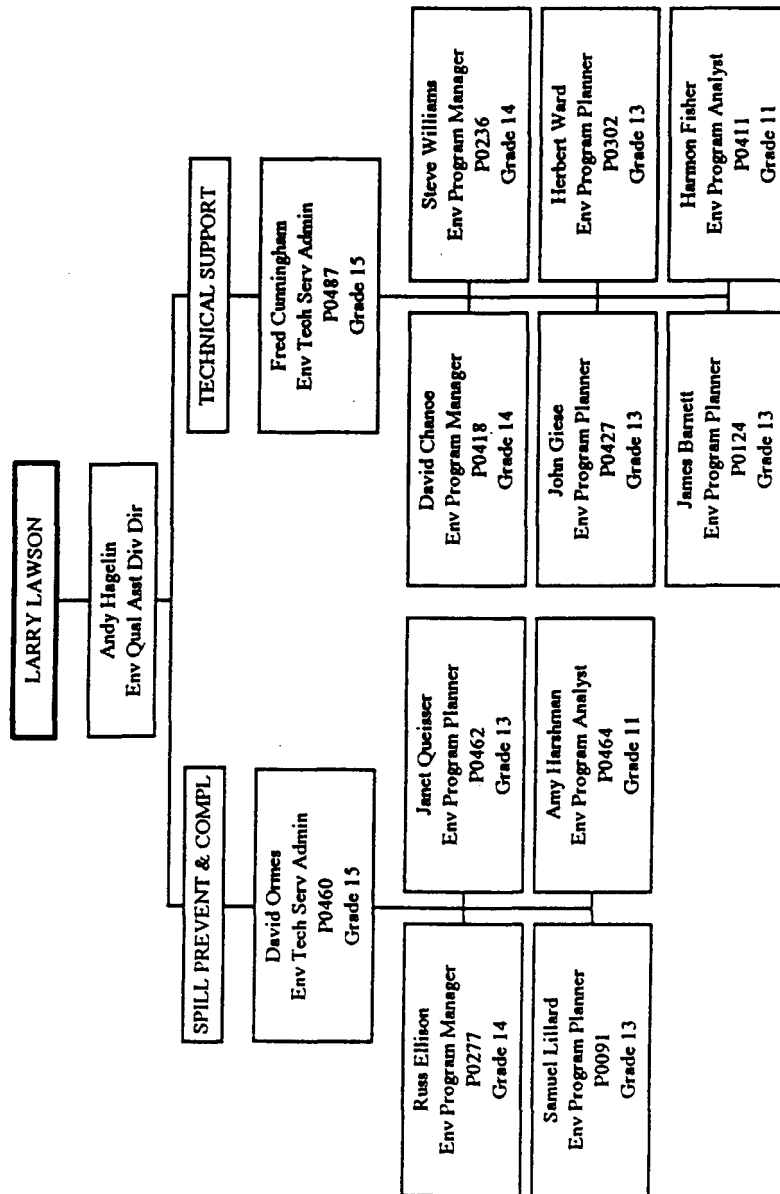 LARRY LAWSON
Andy Hagelin
Env Qual Asst Div Dir
SPILL PREVENT & COMPL
David Ormes
Env Tech Serv Admin
P0460
Grade 15
Russ Ellison
Env Program Manager
P0277
Grade 14
Janet Queisser
Env Program Planner
P0462
Grade 13
Samuel Lillard
Env Program Planner
P0091
Grade 13
Amy Harshman
Env Program Analyst
P0464
Grade 11
TECHNICAL SUPPORT
Fred Cunningham
Env Tech Serv Admin
P0487
Grade 15
David Chance
Env Program Manager
P0418
Grade 14
Steve Williams
Env Program Manager
P0236
Grade 14
John Giese
Env Program Planner
P0427
Grade 13
Herbert Ward
Env Program Planner
P0302
Grade 13
James Barnett
Env Program Planner
P0124
Grade 13
Harmon Fisher
Env Program Analyst
P0411
Grade 11